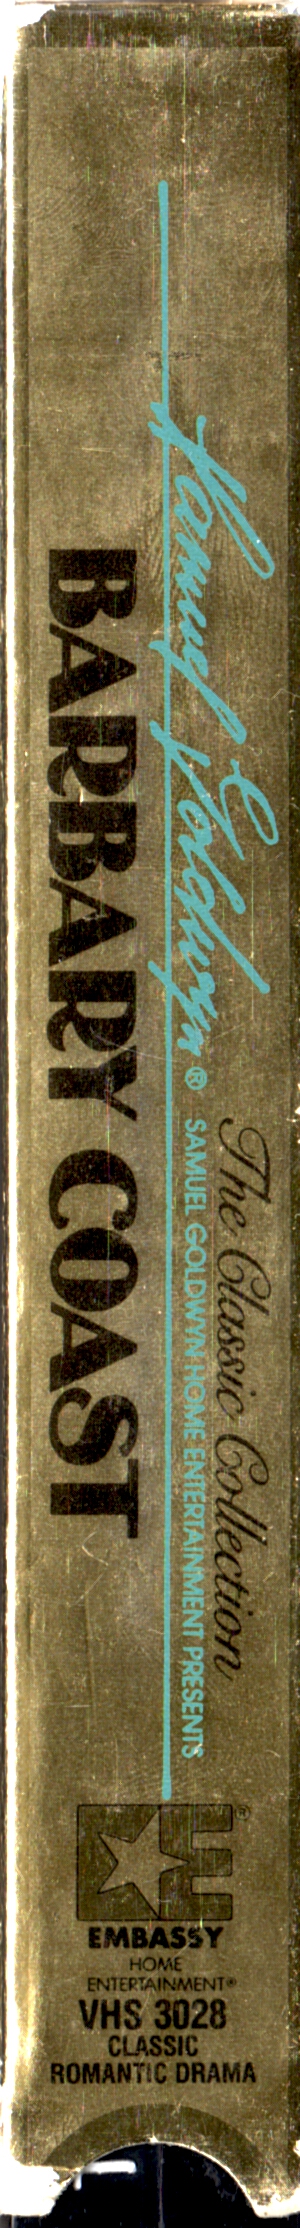 The Classic Collection
Samuel Goldwyn®
SAMUEL GOLDWYN HOME ENTERTAINMENT PRESENTS
BARBARY COAST
E®
EMBASSY
HOME
ENTERTAINMENT®
VHS 3028
CLASSIC
ROMANTIC DRAMA